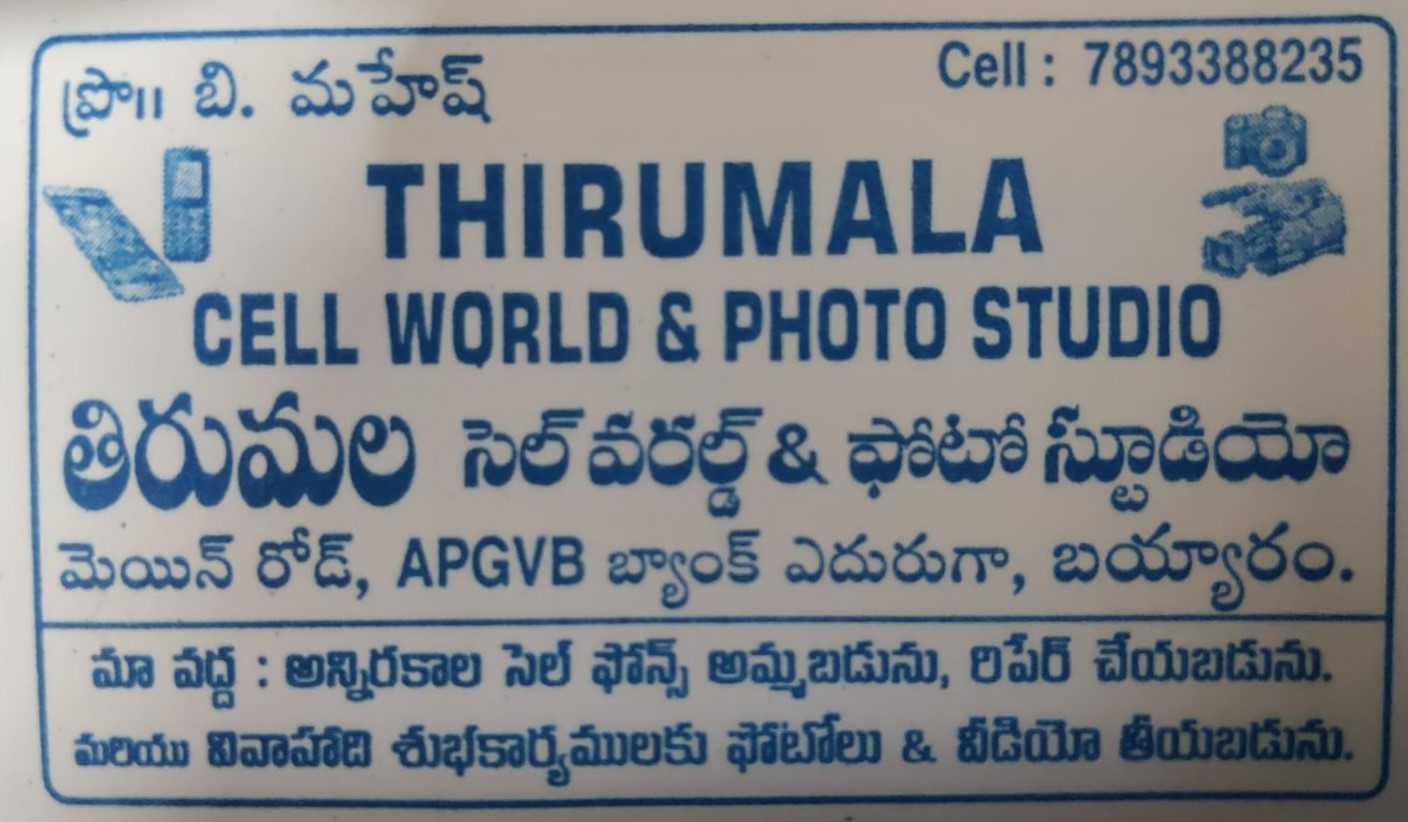 ప్రొ॥ బి. మహేష్ Cell : 7893388235
THIRUMALA
CELL WORLD & PHOTO STUDIO
తిరుమల సెల్ వరల్డ్ & ఫోటో స్టూడియో
మెయిన్ రోడ్, APGVB బ్యాంక్ ఎదురుగా, బయ్యారం.
మా వద్ద : అన్నిరకాల సెల్ ఫోన్స్ అమ్మబడును, రిపేర్ చేయబడును.
మరియు వివాహాది శుభకార్యములకు ఫోటోలు & వీడియో తీయబడును.